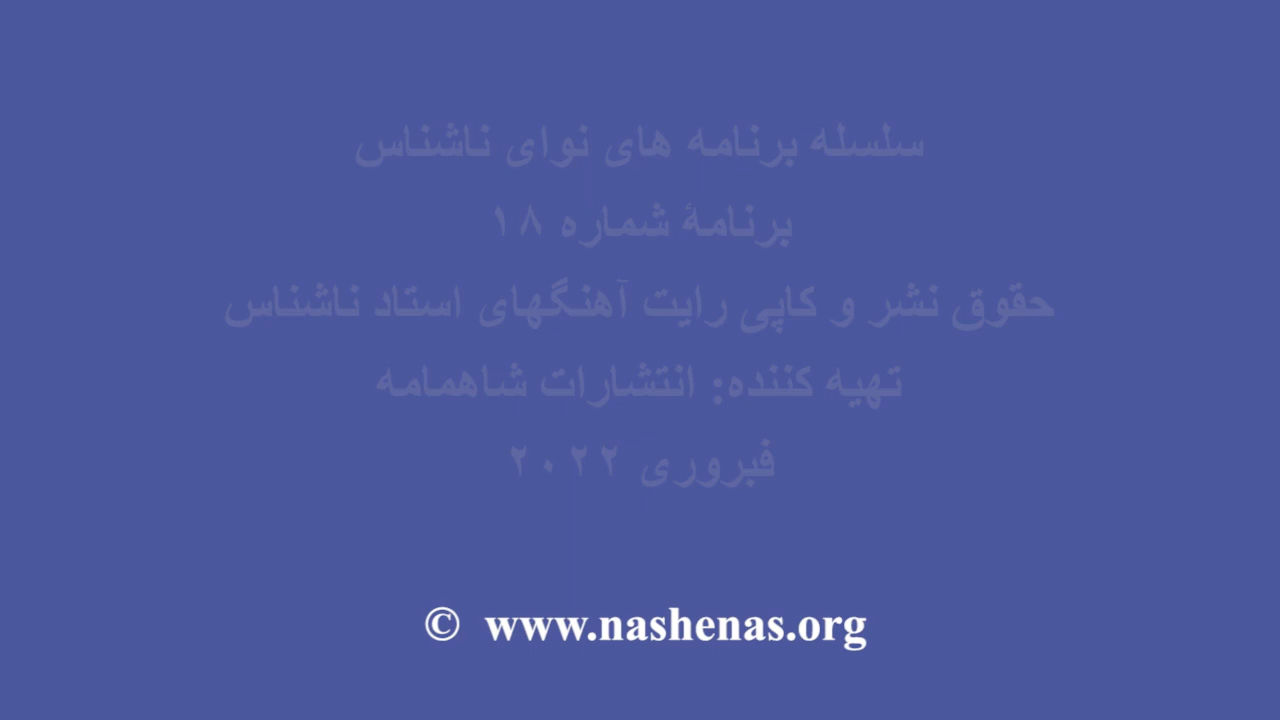 سلسله برنامه های نوای ناشناس
برنامهٔ شماره ۱۸
حقوق نشر و کاپی رایت آهنگهای استاد ناشناس
تهیه کننده: انتشارات شاهمامه
فبروری ۲۰۲۲
© www.nashenas.org